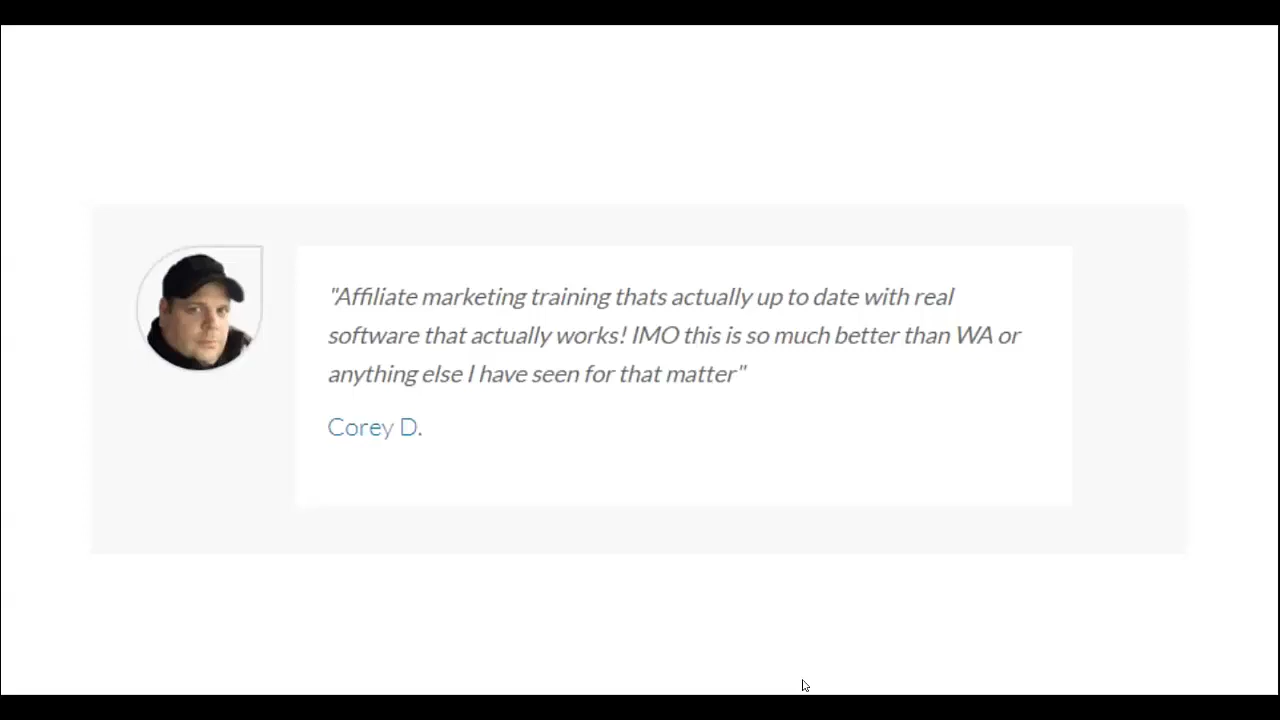 "Affiliate marketing training thats actually up to date with real
software that actually works! IMO this is so much better than WA or
anything else I have seen for that matter"
Corey D.